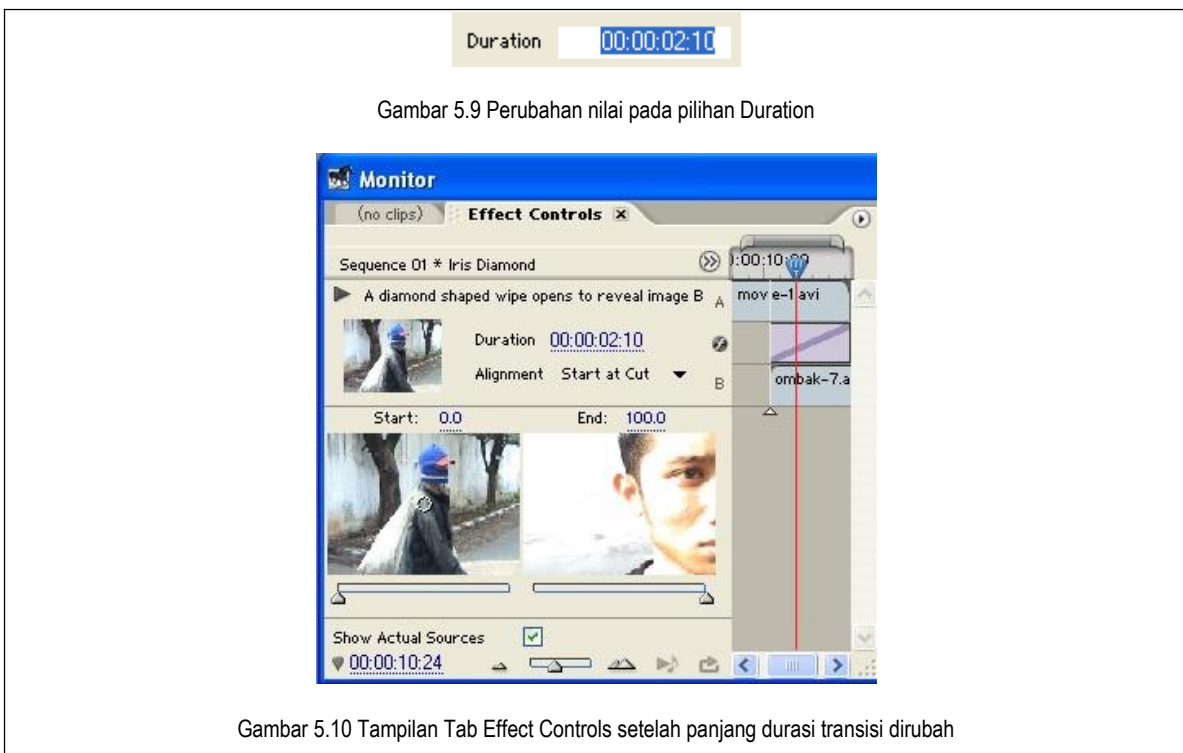 Duration 00:00:02:10
Gambar 5.9 Perubahan nilai pada pilihan Duration
Monitor
(no clips) Effect Controls
Sequence 01 * Iris Diamond
A diamond shaped wipe opens to reveal image B
A
movie-1.avi
Duration 00:00:02:10
Alignment Start at Cut
B
ombak-7.a
Start: 0.0 End: 100.0
Show Actual Sources
00:00:10:24
Gambar 5.10 Tampilan Tab Effect Controls setelah panjang durasi transisi dirubah